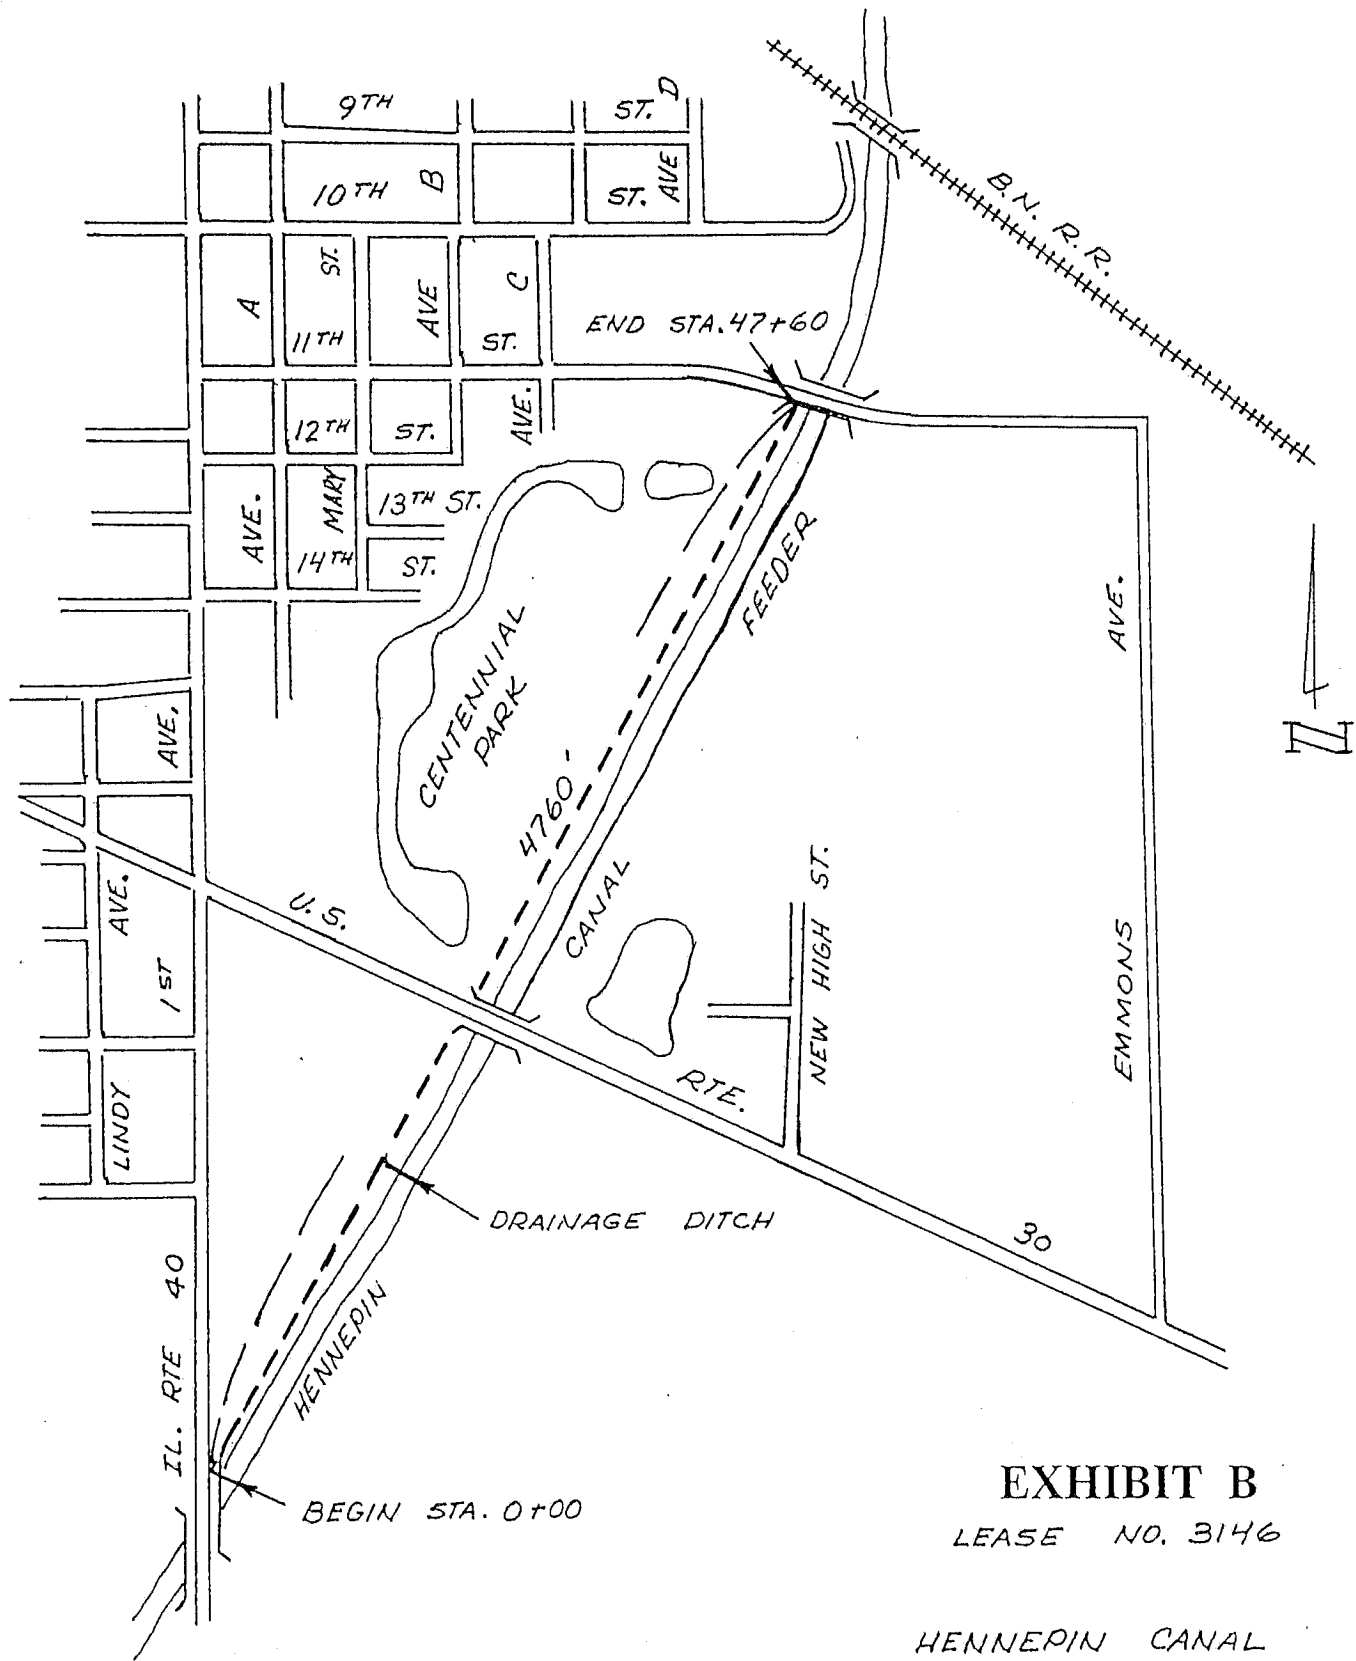 9TH ST.
AVE D
10TH ST.
B AVE
A AVE.
MARY ST.
11TH ST.
C AVE.
12TH ST.
13TH ST.
14TH ST.
END STA. 47+60
B.N. R.R.
CENTENNIAL
PARK
4760'
HENNEPIN CANAL FEEDER
EMMONS AVE.
N
1ST AVE.
LINDY AVE.
U.S. RTE. 30
NEW HIGH ST.
DRAINAGE DITCH
IL. RTE 40
BEGIN STA. 0+00
EXHIBIT B
LEASE NO. 3146
HENNEPIN CANAL